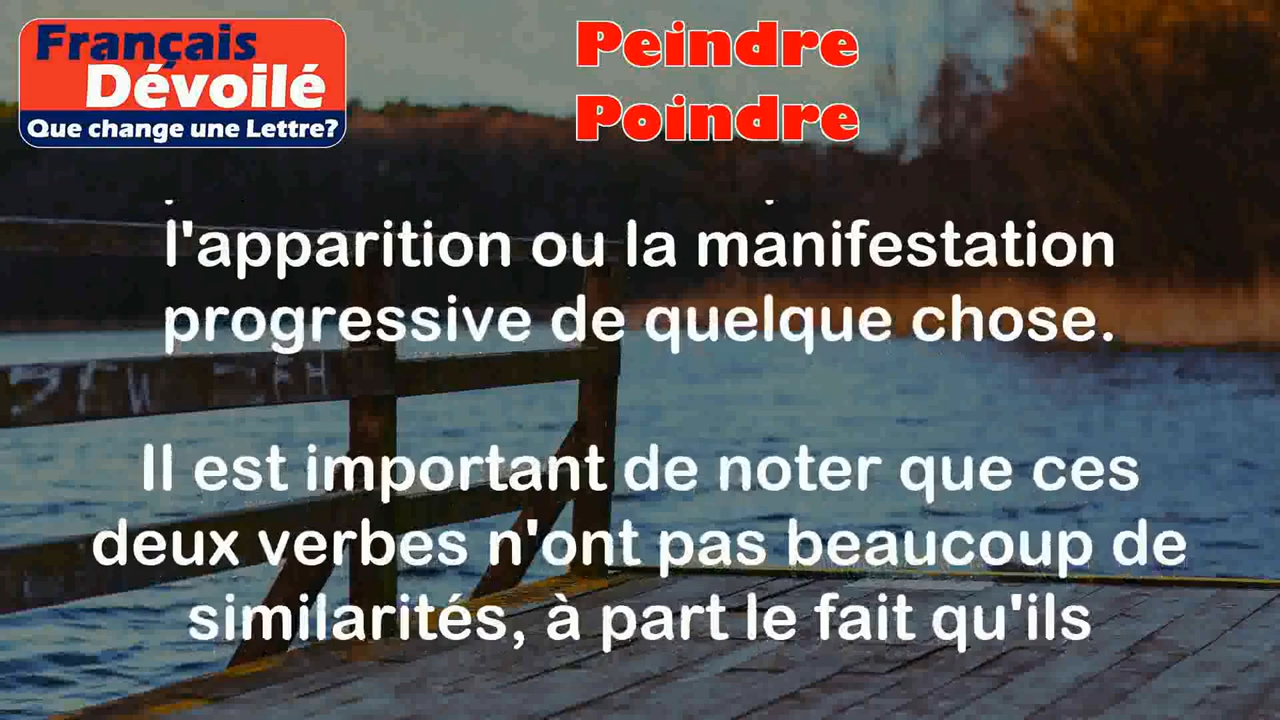 Français
Dévoilé
Que change une Lettre?
Peindre
Poindre
l'apparition ou la manifestation
progressive de quelque chose.
Il est important de noter que ces
deux verbes n'ont pas beaucoup de
similarités, à part le fait qu'ils